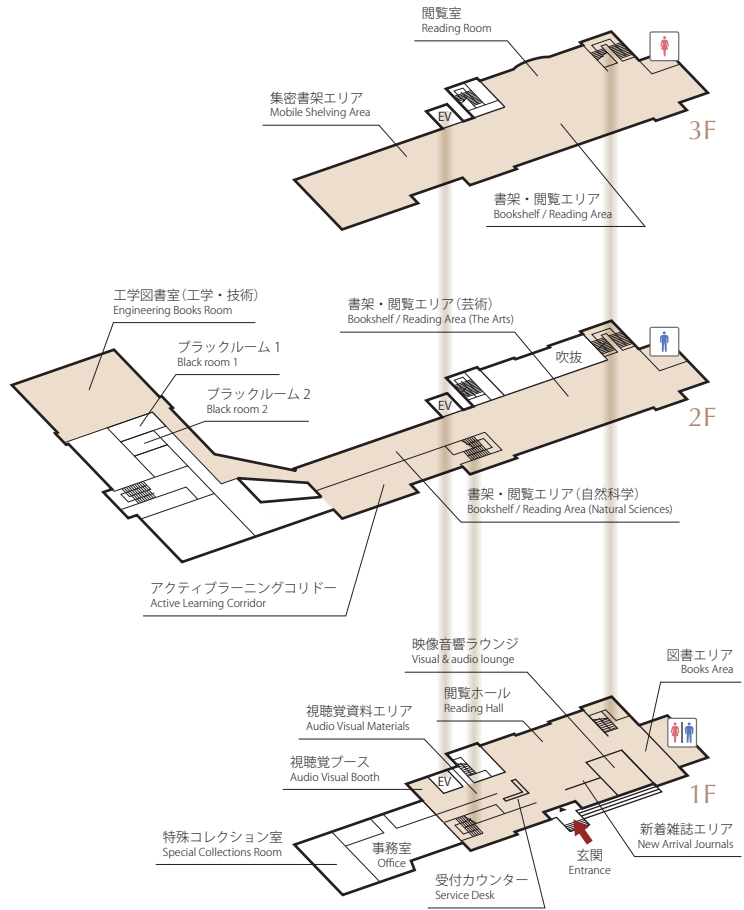 閲覧室
Reading Room
集密書架エリア
Mobile Shelving Area
EV
3F
書架・閲覧エリア
Bookshelf / Reading Area
工学図書室(工学・技術)
Engineering Books Room
書架・閲覧エリア(芸術)
Bookshelf / Reading Area (The Arts)
ブラックルーム 1
Black room 1
吹抜
ブラックルーム 2
Black room 2
EV
2F
書架・閲覧エリア(自然科学)
Bookshelf / Reading Area (Natural Sciences)
アクティブラーニングコリドー
Active Learning Corridor
映像音響ラウンジ
Visual & audio lounge
図書エリア
Books Area
閲覧ホール
Reading Hall
視聴覚資料エリア
Audio Visual Materials
視聴覚ブース
Audio Visual Booth
EV
1F
特殊コレクション室
Special Collections Room
事務室
Office
新着雑誌エリア
New Arrival Journals
玄関
Entrance
受付カウンター
Service Desk